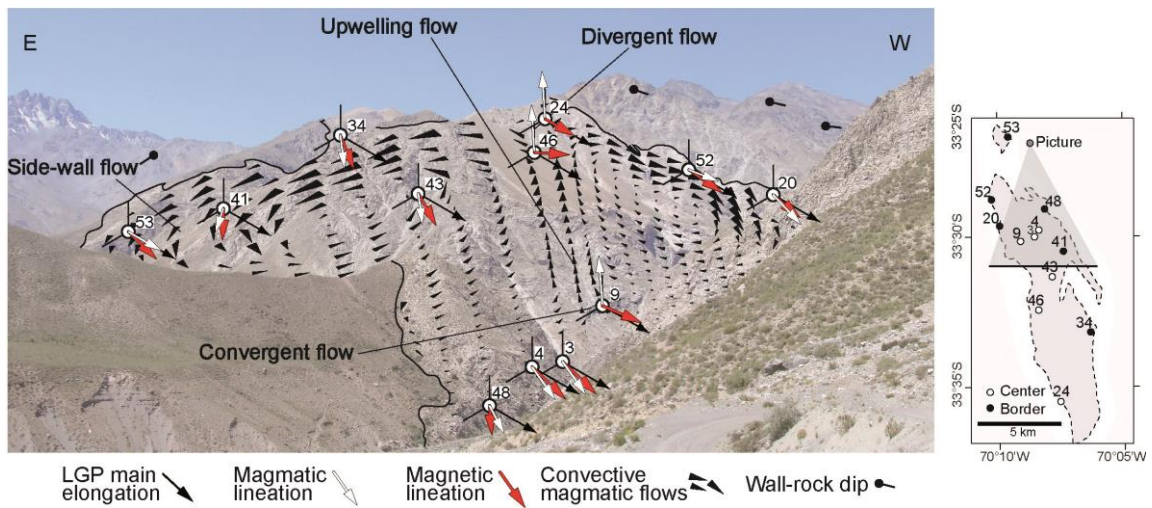 E
Upwelling flow
Divergent flow
W
34
24
46
Side-wall flow
52
41
43
20
53
9
Convergent flow
4
3
48
LGP main
elongation
Magmatic
lineation
Magnetic
lineation
Convective
magmatic flows
Wall-rock dip
33°25'S
53
Picture
52
48
20
4
9
3
33°30'S
41
43
46
34
33°35'S
24
Center
Border
5 km
70°10'W
70°05'W